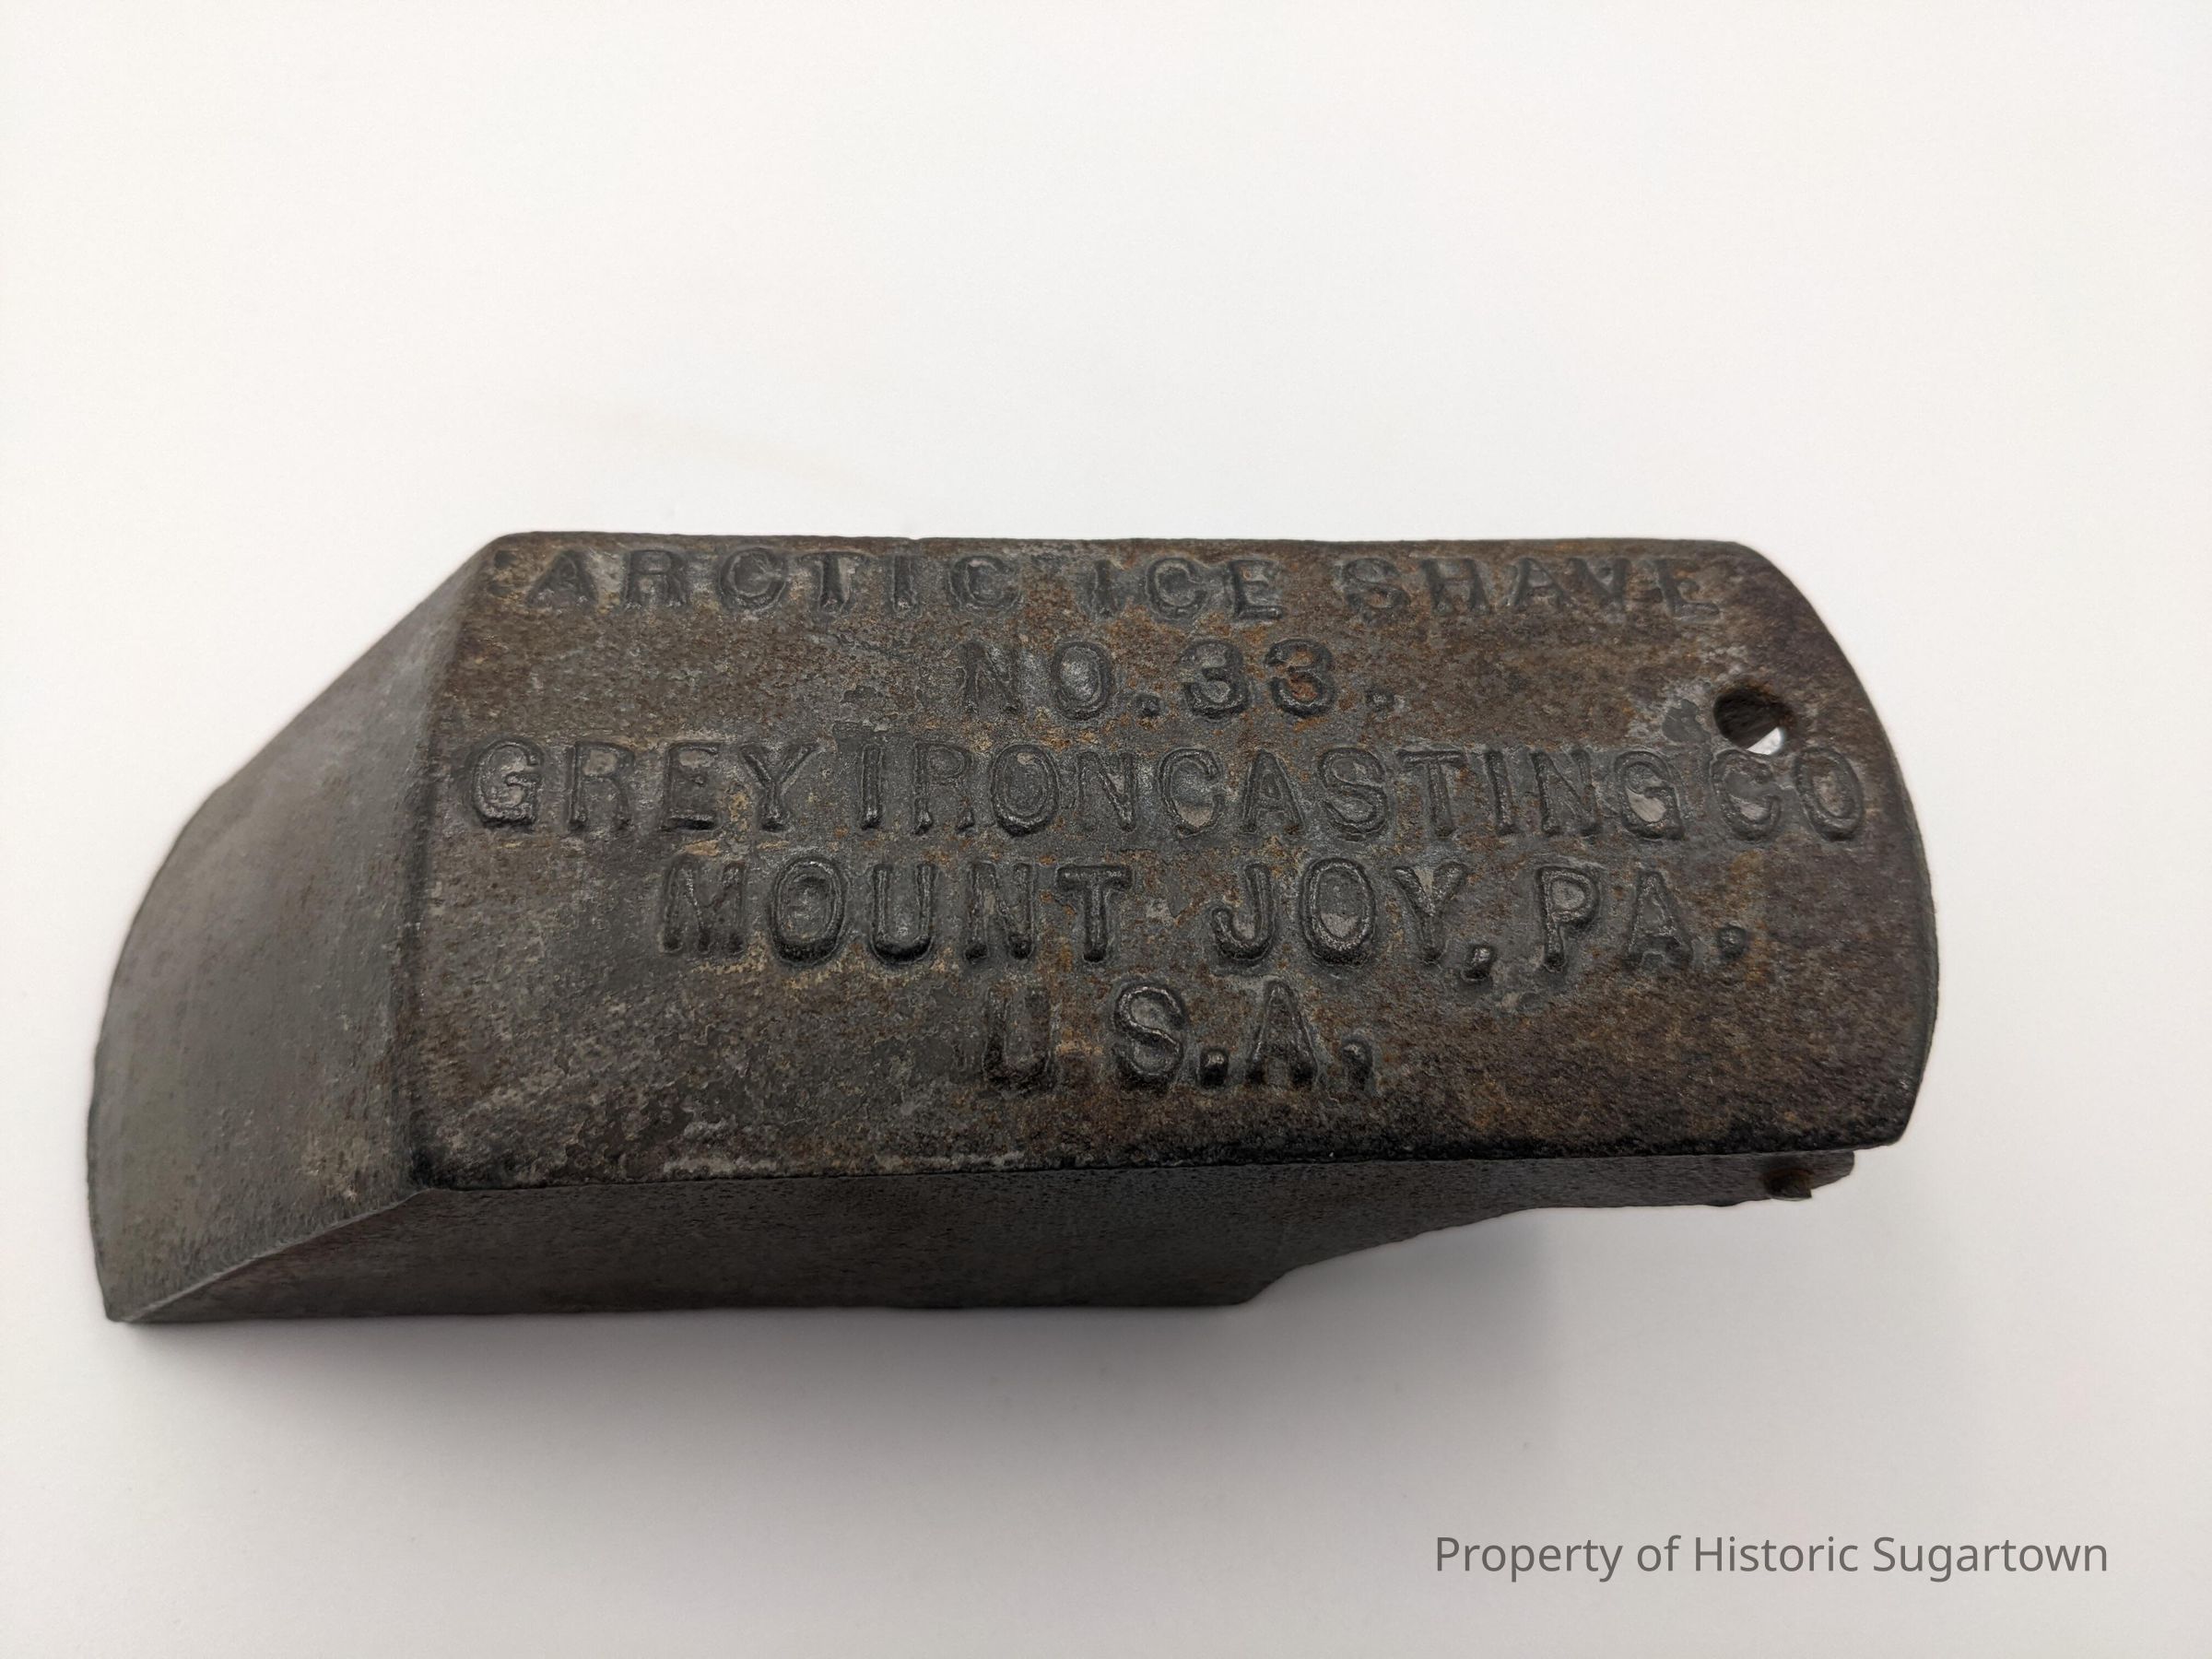 "ARCTIC" ICE SHAVE
NO.33.
GREY IRON CASTING CO
MOUNT JOY, PA.
U S.A.
Property of Historic Sugartown